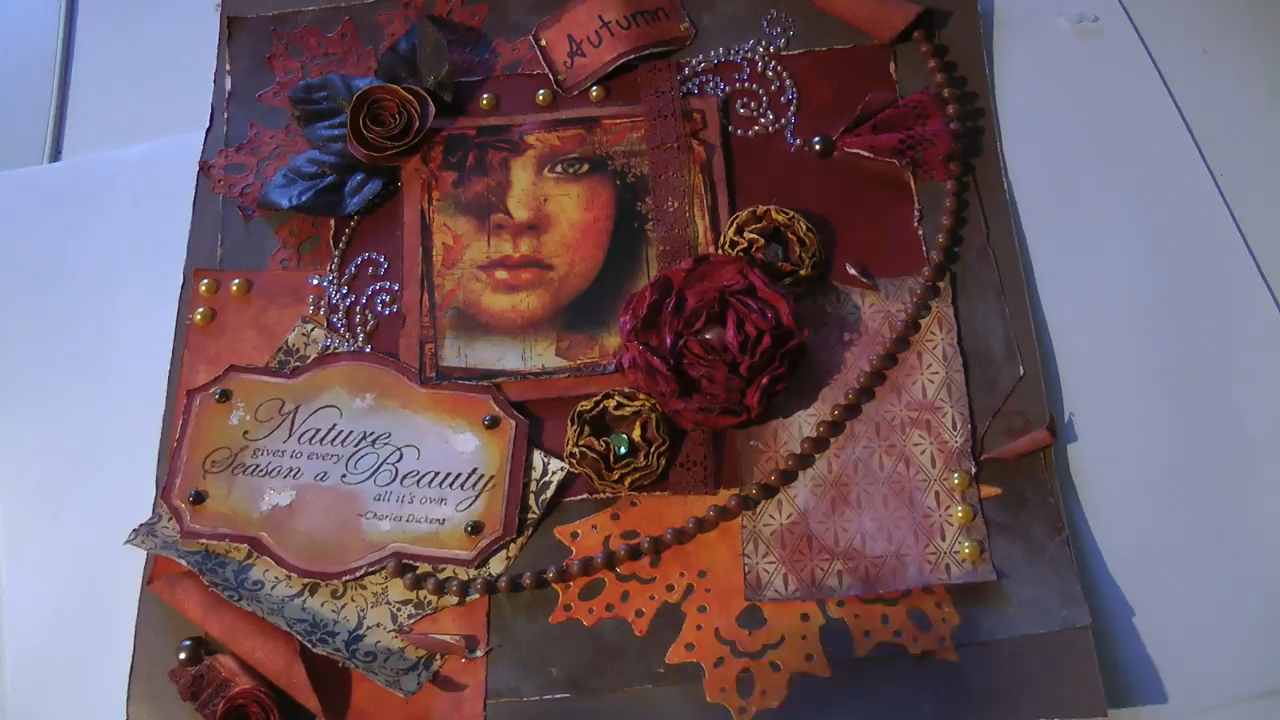 Autumn
Nature
gives to every
Season a Beauty
all it's own
~Charles Dickens